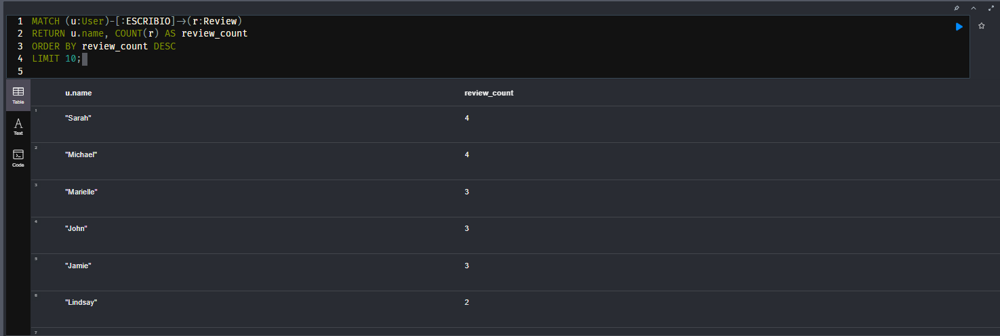 1 MATCH (u:User)-[:ESCRIBIO]->(r:Review)
2 RETURN u.name, COUNT(r) AS review_count
3 ORDER BY review_count DESC
4 LIMIT 10;
5
Table
Text
Code
u.name review_count
1 "Sarah" 4
2 "Michael" 4
3 "Marielle" 3
4 "John" 3
5 "Jamie" 3
6 "Lindsay" 2
7